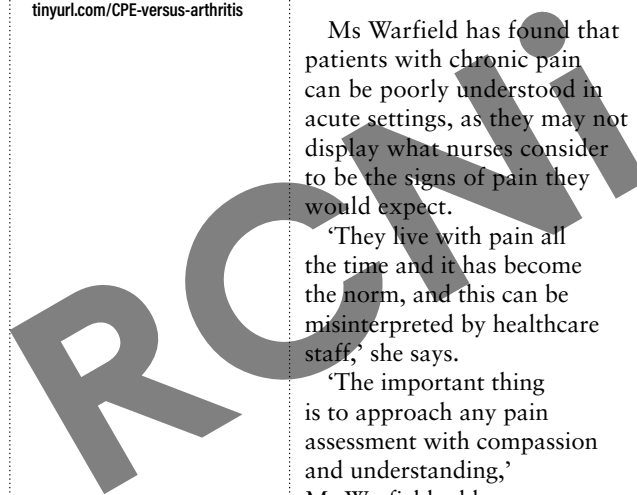 tinyurl.com/CPE-versus-arthritis
Ms Warfield has found that
patients with chronic pain
can be poorly understood in
acute settings, as they may not
display what nurses consider
to be the signs of pain they
would expect.
‘They live with pain all
the time and it has become
the norm, and this can be
misinterpreted by healthcare
staff,’ she says.
‘The important thing
is to approach any pain
assessment with compassion
and understanding,’
RCNi